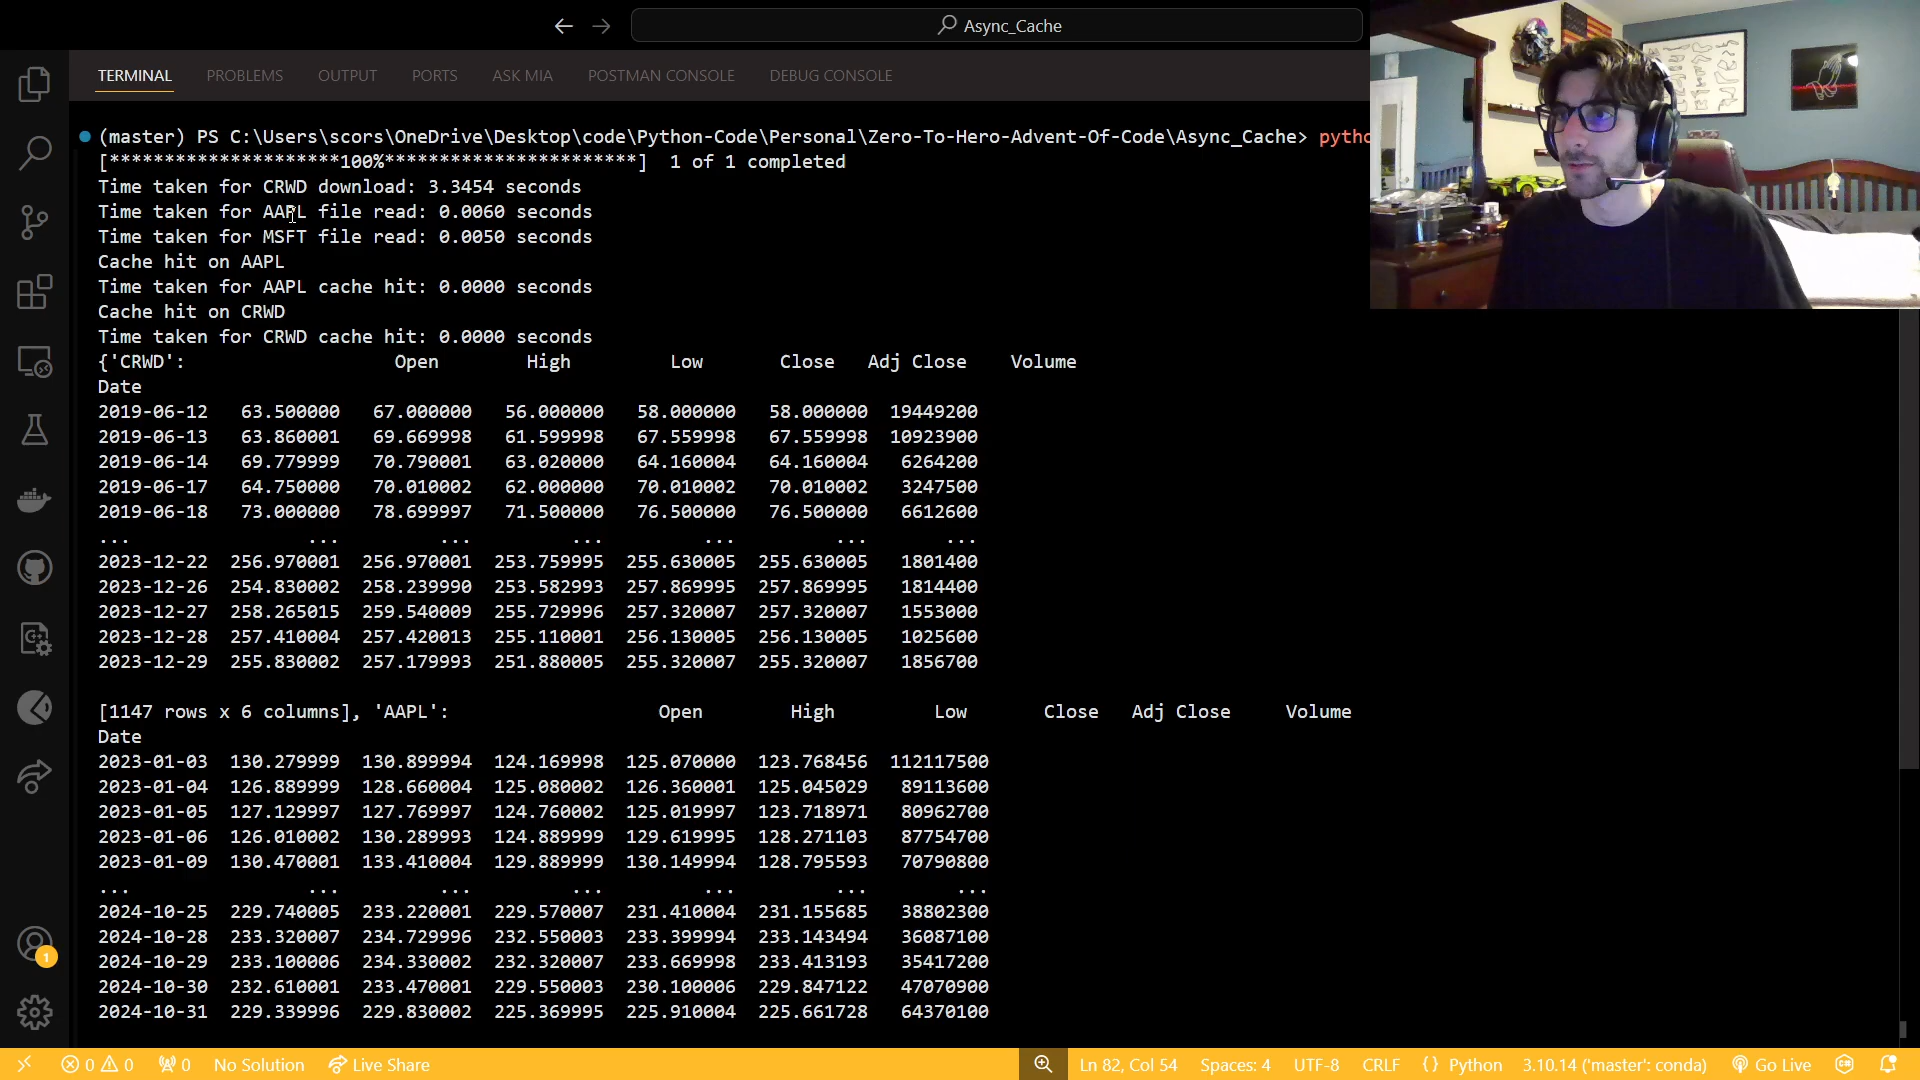 Async_Cache
TERMINAL PROBLEMS OUTPUT PORTS ASK MIA POSTMAN CONSOLE DEBUG CONSOLE
(master) PS C:\Users\scors\OneDrive\Desktop\code\Python-Code\Personal\Zero-To-Hero-Advent-Of-Code\Async_Cache> pytho
[*********************100%***********************] 1 of 1 completed
Time taken for CRWD download: 3.3454 seconds
Time taken for AAPL file read: 0.0060 seconds
Time taken for MSFT file read: 0.0050 seconds
Cache hit on AAPL
Time taken for AAPL cache hit: 0.0000 seconds
Cache hit on CRWD
Time taken for CRWD cache hit: 0.0000 seconds
{'CRWD': Open High Low Close Adj Close Volume
Date
2019-06-12 63.500000 67.000000 56.000000 58.000000 58.000000 19449200
2019-06-13 63.860001 69.669998 61.599998 67.559998 67.559998 10923900
2019-06-14 69.779999 70.790001 63.020000 64.160004 64.160004 6264200
2019-06-17 64.750000 70.010002 62.000000 70.010002 70.010002 3247500
2019-06-18 73.000000 78.699997 71.500000 76.500000 76.500000 6612600
... ... ... ... ... ... ...
2023-12-22 256.970001 256.970001 253.759995 255.630005 255.630005 1801400
2023-12-26 254.830002 258.239990 253.582993 257.869995 257.869995 1814400
2023-12-27 258.265015 259.540009 255.729996 257.320007 257.320007 1553000
2023-12-28 257.410004 257.420013 255.110001 256.130005 256.130005 1025600
2023-12-29 255.830002 257.179993 251.880005 255.320007 255.320007 1856700
[1147 rows x 6 columns], 'AAPL': Open High Low Close Adj Close Volume
Date
2023-01-03 130.279999 130.899994 124.169998 125.070000 123.768456 112117500
2023-01-04 126.889999 128.660004 125.080002 126.360001 125.045029 89113600
2023-01-05 127.129997 127.769997 124.760002 125.019997 123.718971 80962700
2023-01-06 126.010002 130.289993 124.889999 129.619995 128.271103 87754700
2023-01-09 130.470001 133.410004 129.889999 130.149994 128.795593 70790800
... ... ... ... ... ... ...
2024-10-25 229.740005 233.220001 229.570007 231.410004 231.155685 38802300
2024-10-28 233.320007 234.729996 232.550003 233.399994 233.143494 36087100
2024-10-29 233.100006 234.330002 232.320007 233.669998 233.413193 35417200
2024-10-30 232.610001 233.470001 229.550003 230.100006 229.847122 47070900
2024-10-31 229.339996 229.830002 225.369995 225.910004 225.661728 64370100
1
0 0 0 No Solution Live Share Ln 82, Col 54 Spaces: 4 UTF-8 CRLF {} Python 3.10.14 ('master': conda) Go Live